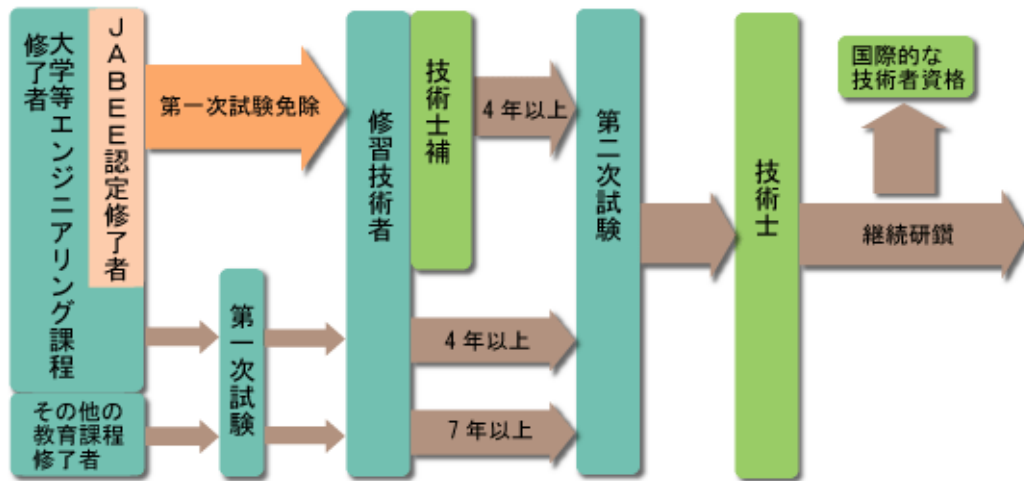 大学等エンジニアリング課程
修了者
JABEE認定修了者
第一次試験免除
修習技術者
技術士補
4年以上
第二次試験
技術士
国際的な
技術者資格
継続研鑽
第一次試験
4年以上
その他の
教育課程
修了者
7年以上